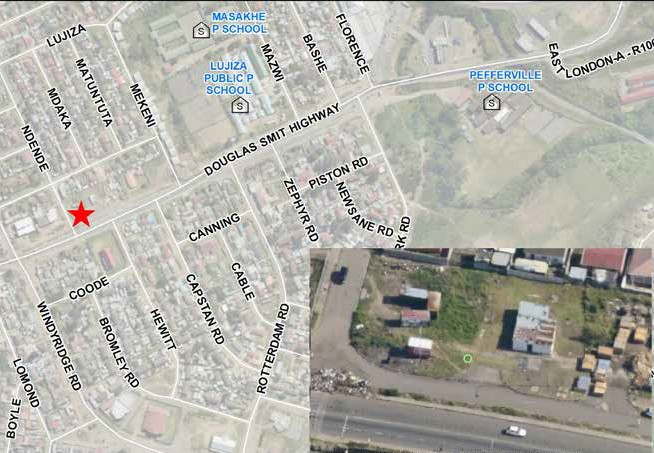 MASAKHE
P SCHOOL
S
LUJIZA
LUJIZA
PUBLIC P
SCHOOL
S
MAZWI
BASHE
FLORENCE
EAST
LONDON-A - R10
PEFFERVILLE
P SCHOOL
S
MATUNTUTA
MDAKA
MEKENI
NDENDE
DOUGLAS SMIT HIGHWAY
PISTON RD
ZEPHYR RD
NEWSANE RD
RK RD
CANNING
CABLE
CAPSTAN RD
COODE
HEWITT
BROMLEY RD
WINDYRIDGE RD
ROTTERDAM RD
LOMOND
BOYLE